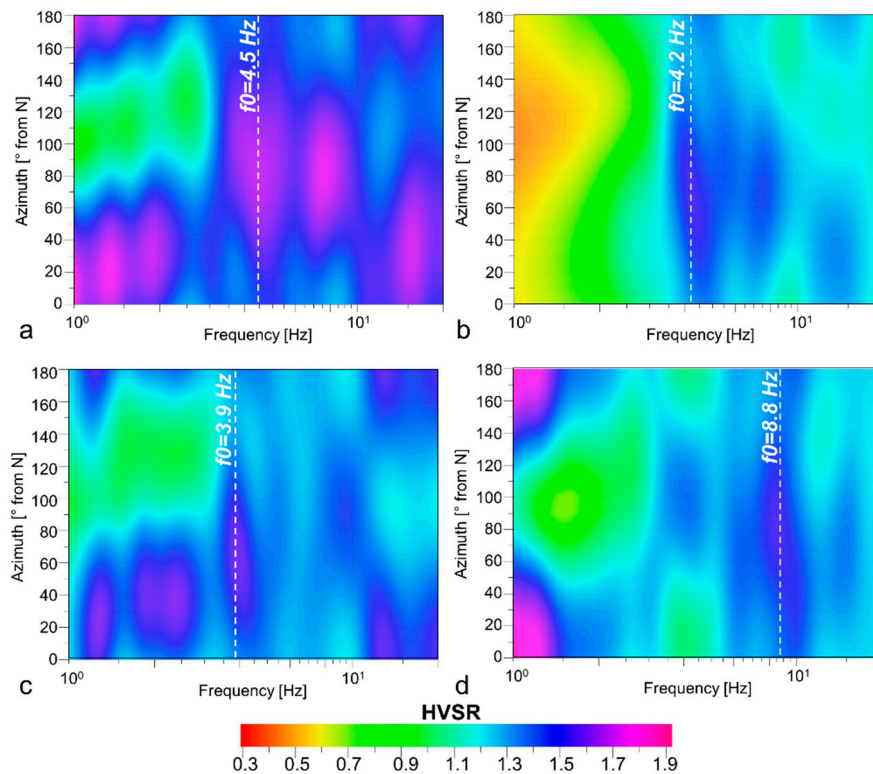 180
160
140
120
100
80
60
40
20
0
Azimuth [° from N]
f0=4.5 Hz
10⁰
Frequency [Hz]
10¹
a
180
160
140
120
100
80
60
40
20
0
Azimuth [° from N]
f0=4.2 Hz
10⁰
Frequency [Hz]
10¹
b
180
160
140
120
100
80
60
40
20
0
Azimuth [° from N]
f0=3.9 Hz
10⁰
Frequency [Hz]
10¹
c
180
160
140
120
100
80
60
40
20
0
Azimuth [° from N]
f0=8.8 Hz
10⁰
Frequency [Hz]
10¹
d
HVSR
0.3 0.5 0.7 0.9 1.1 1.3 1.5 1.7 1.9